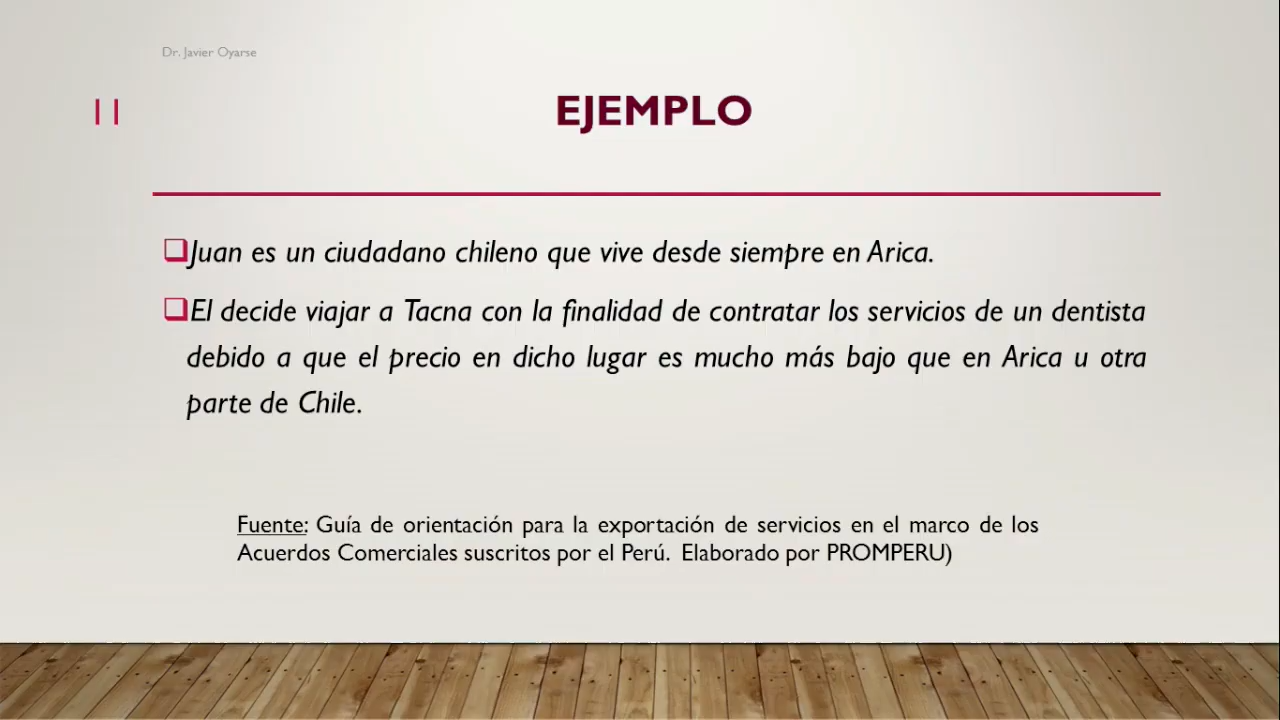 Dr. Javier Oyarse
11
EJEMPLO
Juan es un ciudadano chileno que vive desde siempre en Arica.
El decide viajar a Tacna con la finalidad de contratar los servicios de un dentista
debido a que el precio en dicho lugar es mucho más bajo que en Arica u otra
parte de Chile.
Fuente: Guía de orientación para la exportación de servicios en el marco de los
Acuerdos Comerciales suscritos por el Perú. Elaborado por PROMPERU)